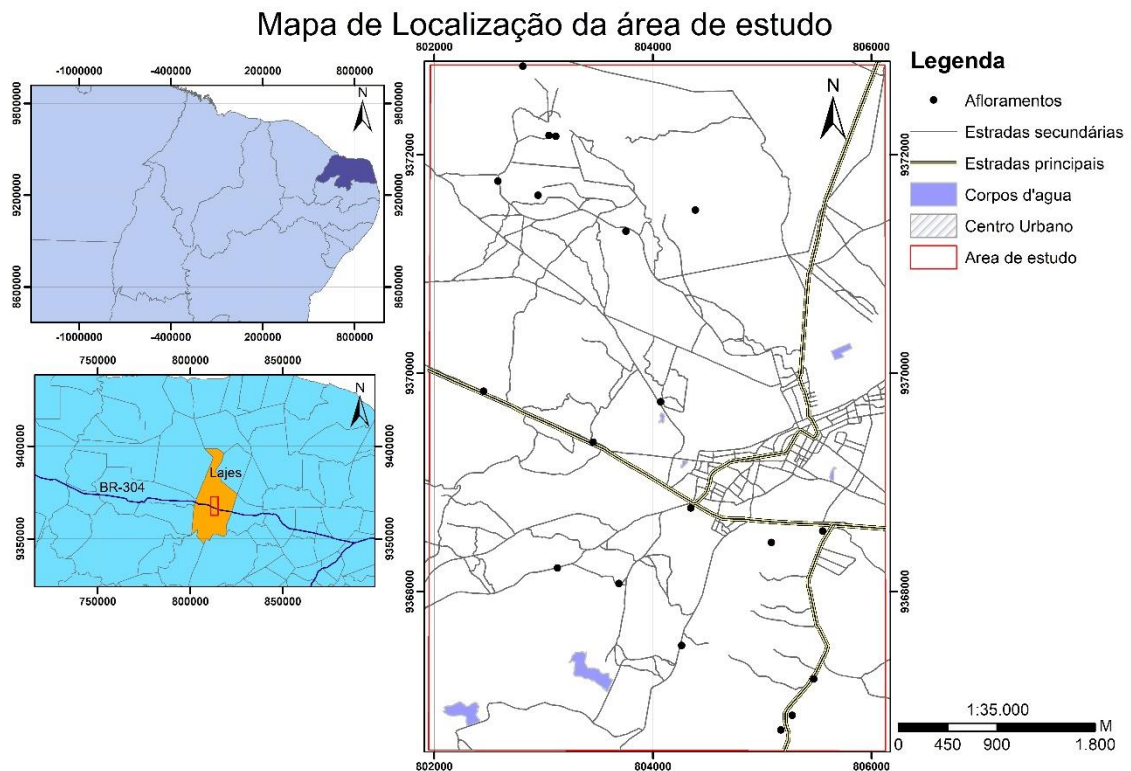 Mapa de Localização da área de estudo
-1000000 -400000 200000 800000
N
9800000 9800000
9200000 9200000
8600000 8600000
-1000000 -400000 200000 800000
750000 800000 850000
N
9400000 9400000
Lajes
BR-304
9350000 9350000
750000 800000 850000
802000 804000 806000
N
9372000 9372000
9370000 9370000
9368000 9368000
802000 804000 806000
Legenda
Afloramentos
Estradas secundárias
Estradas principais
Corpos d'agua
Centro Urbano
Area de estudo
1:35.000
M
0 450 900 1.800